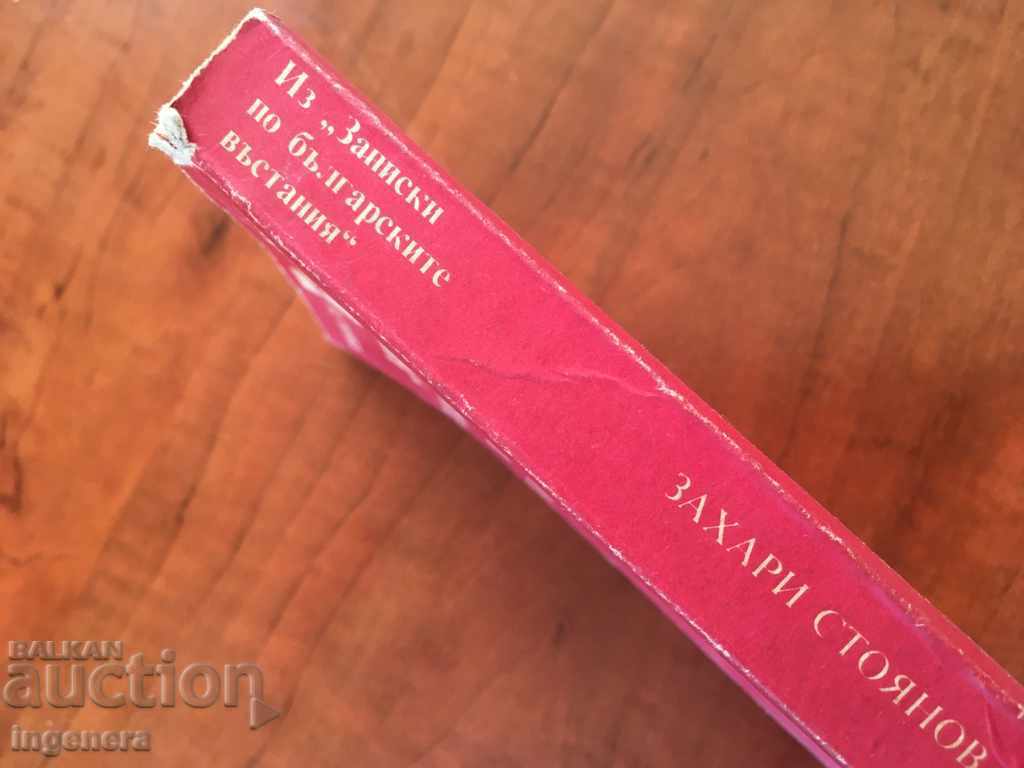 Из „Записки
по българските
въстания“
ЗАХАРИ СТОЯНОВ
BALKAN
auction
ingenera